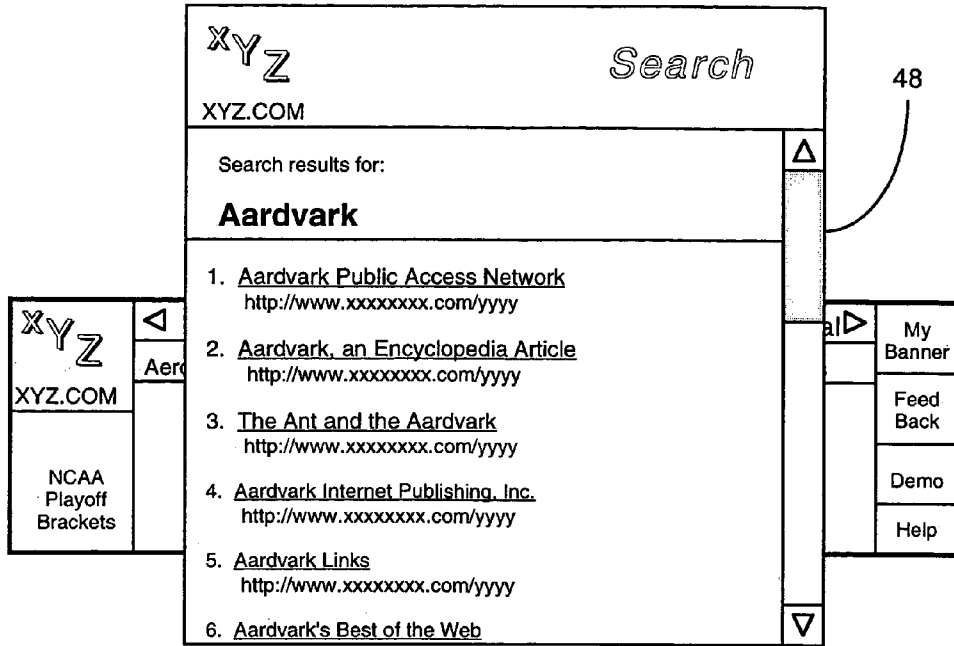 XYZ
Search
XYZ.COM
48
Search results for:
Aardvark
1. Aardvark Public Access Network
http://www.xxxxxxxx.com/yyyy
2. Aardvark, an Encyclopedia Article
http://www.xxxxxxxx.com/yyyy
3. The Ant and the Aardvark
http://www.xxxxxxxx.com/yyyy
4. Aardvark Internet Publishing, Inc.
http://www.xxxxxxxx.com/yyyy
5. Aardvark Links
http://www.xxxxxxxx.com/yyyy
6. Aardvark's Best of the Web
XYZ
XYZ.COM
NCAA
Playoff
Brackets
Aero
al
My
Banner
Feed
Back
Demo
Help